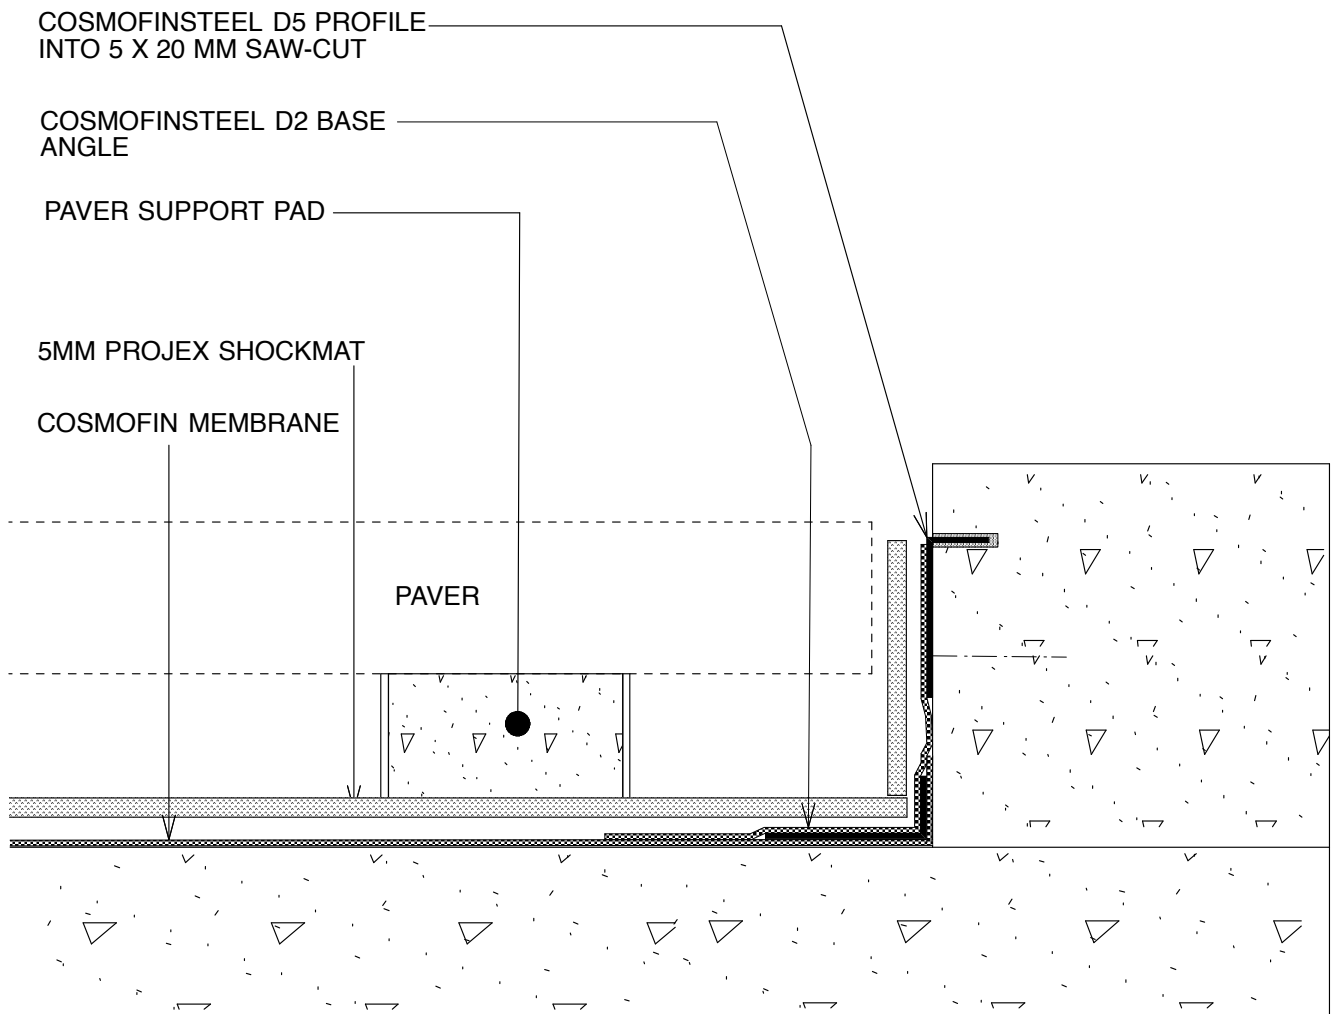 COSMOFINSTEEL D5 PROFILE
INTO 5 X 20 MM SAW-CUT
COSMOFINSTEEL D2 BASE
ANGLE
PAVER SUPPORT PAD
5MM PROJEX SHOCKMAT
COSMOFIN MEMBRANE
PAVER